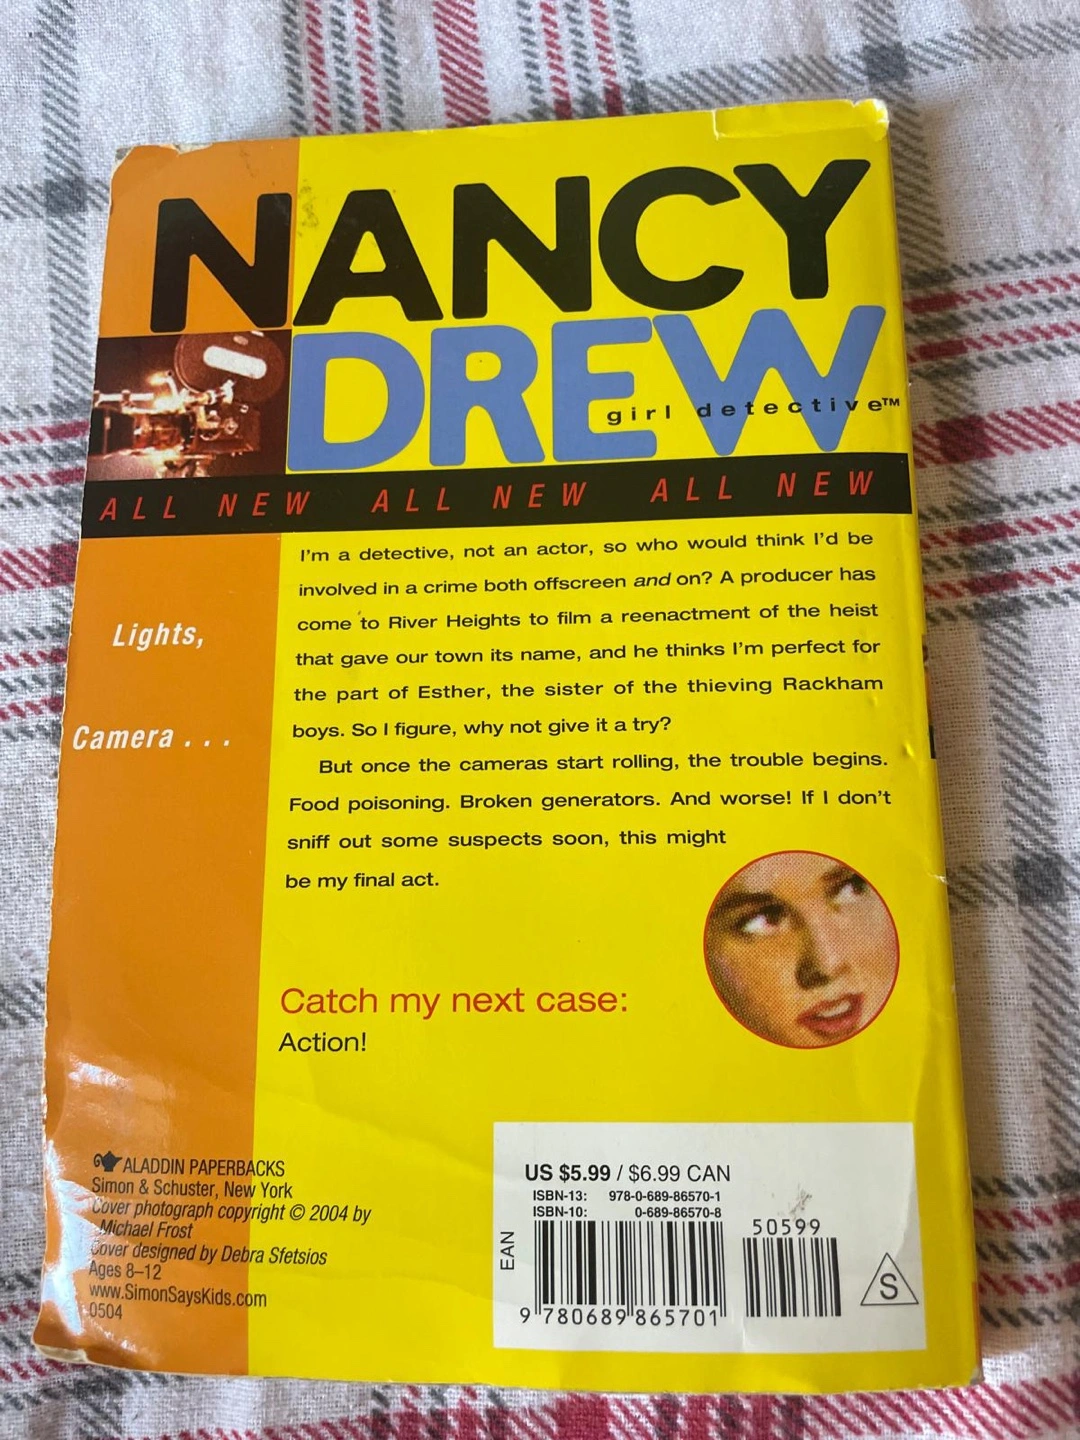 NANCY
DREW
girl detective™
ALL NEW ALL NEW ALL NEW
Lights,
Camera . . .
I'm a detective, not an actor, so who would think I'd be
involved in a crime both offscreen and on? A producer has
come to River Heights to film a reenactment of the heist
that gave our town its name, and he thinks I'm perfect for
the part of Esther, the sister of the thieving Rackham
boys. So I figure, why not give it a try?
But once the cameras start rolling, the trouble begins.
Food poisoning. Broken generators. And worse! If I don't
sniff out some suspects soon, this might
be my final act.
Catch my next case:
Action!
ALADDIN PAPERBACKS
Simon & Schuster, New York
Cover photograph copyright © 2004 by
Michael Frost
Cover designed by Debra Sfetsios
Ages 8–12
www.SimonSaysKids.com
0504
US $5.99 / $6.99 CAN
ISBN-13: 978-0-689-86570-1
ISBN-10: 0-689-86570-8
50599
EAN
9 780689 865701
S